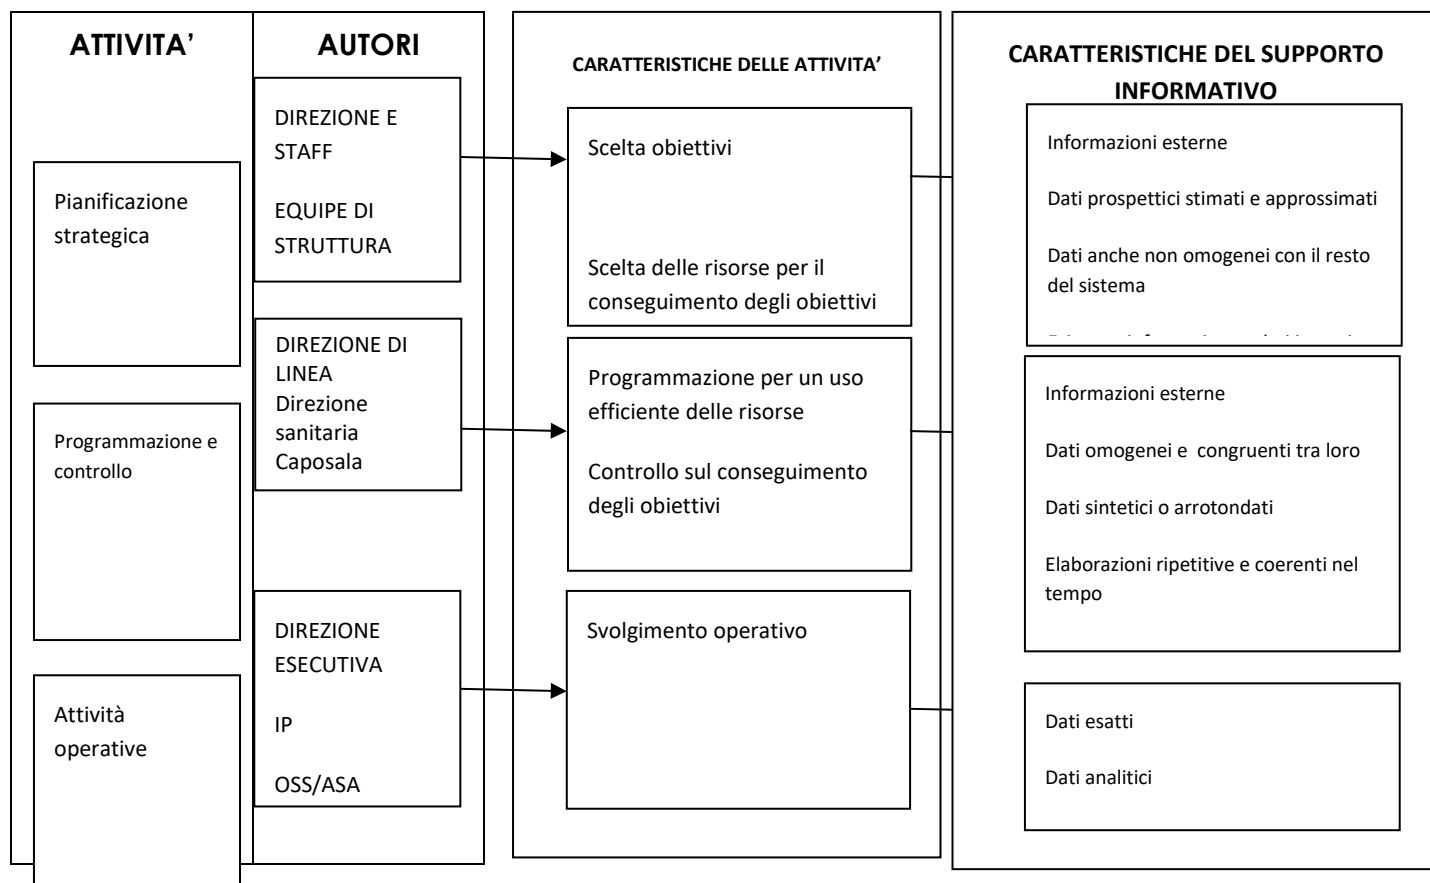 ATTIVITA’
Pianificazione
strategica
Programmazione e
controllo
Attività
operative
AUTORI
DIREZIONE E
STAFF
EQUIPE DI
STRUTTURA
DIREZIONE DI
LINEA
Direzione
sanitaria
Caposala
DIREZIONE
ESECUTIVA
IP
OSS/ASA
CARATTERISTICHE DELLE ATTIVITA’
Scelta obiettivi
Scelta delle risorse per il
conseguimento degli obiettivi
Programmazione per un uso
efficiente delle risorse
Controllo sul conseguimento
degli obiettivi
Svolgimento operativo
CARATTERISTICHE DEL SUPPORTO
INFORMATIVO
Informazioni esterne
Dati prospettici stimati e approssimati
Dati anche non omogenei con il resto
del sistema
Informazioni esterne
Dati omogenei e  congruenti tra loro
Dati sintetici o arrotondati
Elaborazioni ripetitive e coerenti nel
tempo
Dati esatti
Dati analitici